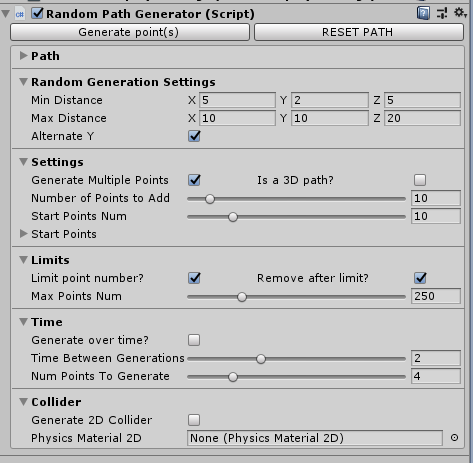 Random Path Generator (Script)
Generate point(s) RESET PATH
Path
Random Generation Settings
Min Distance X 5 Y 2 Z 5
Max Distance X 10 Y 10 Z 20
Alternate Y
Settings
Generate Multiple Points Is a 3D path?
Number of Points to Add 10
Start Points Num 10
Start Points
Limits
Limit point number? Remove after limit?
Max Points Num 250
Time
Generate over time?
Time Between Generations 2
Num Points To Generate 4
Collider
Generate 2D Collider
Physics Material 2D None (Physics Material 2D)